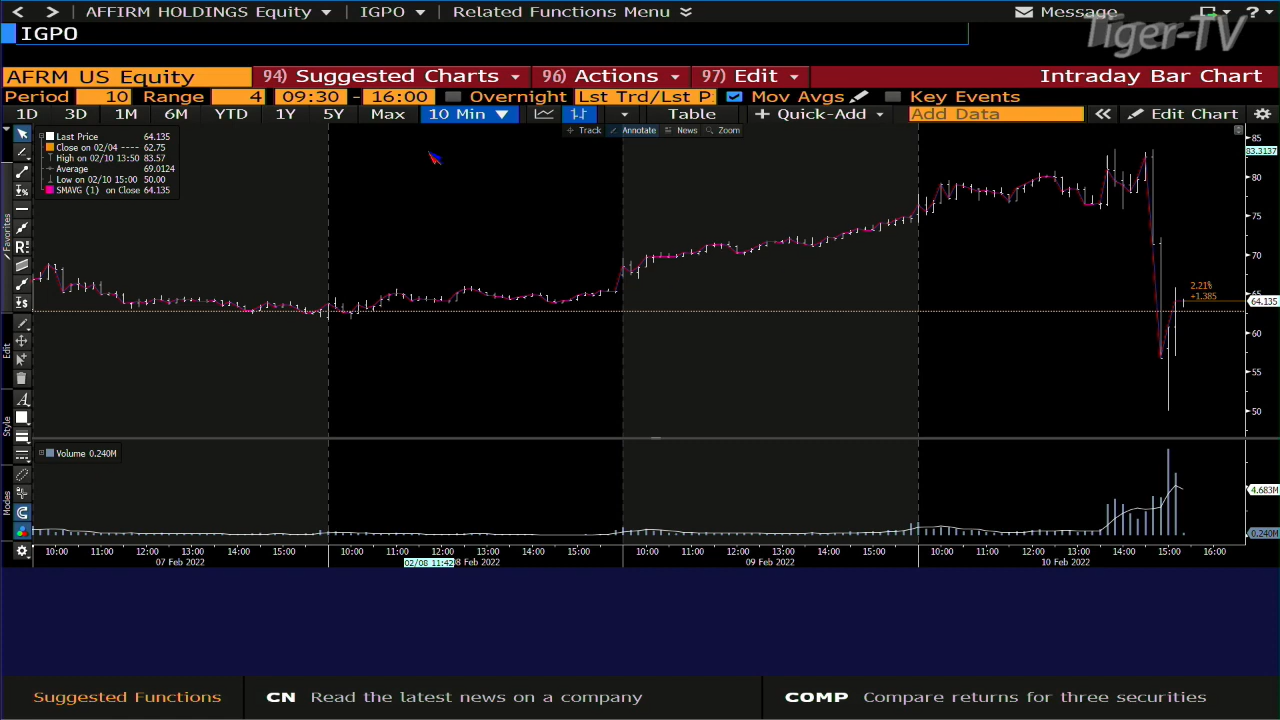 < > AFFIRM HOLDINGS Equity IGPO Related Functions Menu Message ?
IGPO
Tiger-TV
AFRM US Equity 94) Suggested Charts 96) Actions 97) Edit Intraday Bar Chart
Period 10 Range 4 09:30 - 16:00 Overnight Lst Trd/Lst P Mov Avgs Key Events
1D 3D 1M 6M YTD 1Y 5Y Max 10 Min Table + Quick-Add Add Data « Edit Chart
Track Annotate News Zoom
Last Price 64.135
Close on 02/04 ---- 62.75
High on 02/10 13:50 83.57
Average 69.0124
Low on 02/10 15:00 50.00
SMAVG (1) on Close 64.135
Favorites
Edit
Style
Modes
85
83.3137
80
75
70
65
2.21%
+1.385
64.135
60
55
50
Volume 0.240M
4.683M
0.240M
10:00 11:00 12:00 13:00 14:00 15:00 10:00 11:00 12:00 13:00 14:00 15:00 10:00 11:00 12:00 13:00 14:00 15:00 10:00 11:00 12:00 13:00 14:00 15:00 16:00
07 Feb 2022 02/08 11:42 8 Feb 2022 09 Feb 2022 10 Feb 2022
Suggested Functions CN Read the latest news on a company COMP Compare returns for three securities